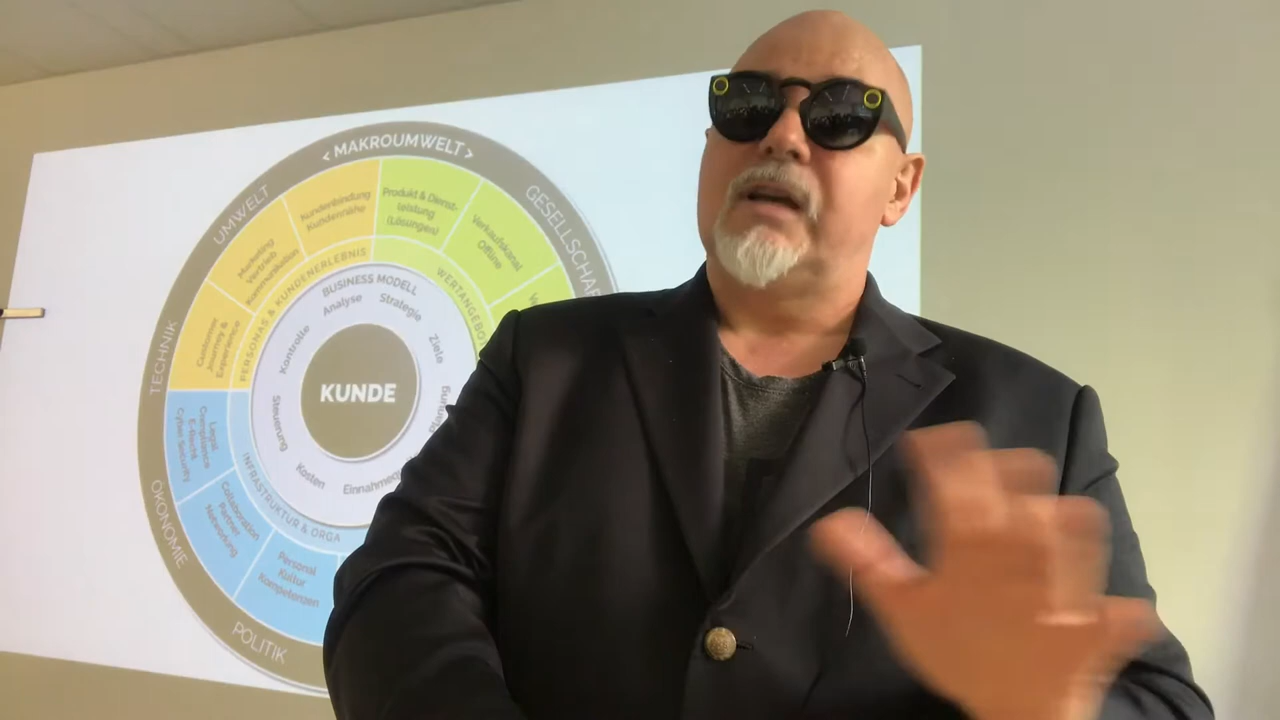 < MAKROUMWELT >
UMWELT
GESELLSCHAF
TECHNIK
ÖKONOMIE
POLITIK
Kundenbindung
Kundennähe
Produkt & Dienst-
leistung
(Lösungen)
Verkaufskanal
Offline
Marketing
Vertrieb
Kommunikation
Customer
Journey &
Experience
PERSONAS & KUNDENERLEBNIS
WERTANGEBO
BUSINESS MODELL
Analyse
Strategie
Ziele
Planung
Kontrolle
Steuerung
Kosten
Einnahmen
KUNDE
Legal
Compliance
E-Recht
Cyber Security
Collaboration
Partner
Networking
Personal
Kultur
Kompetenzen
INFRASTRUKTUR & ORGA